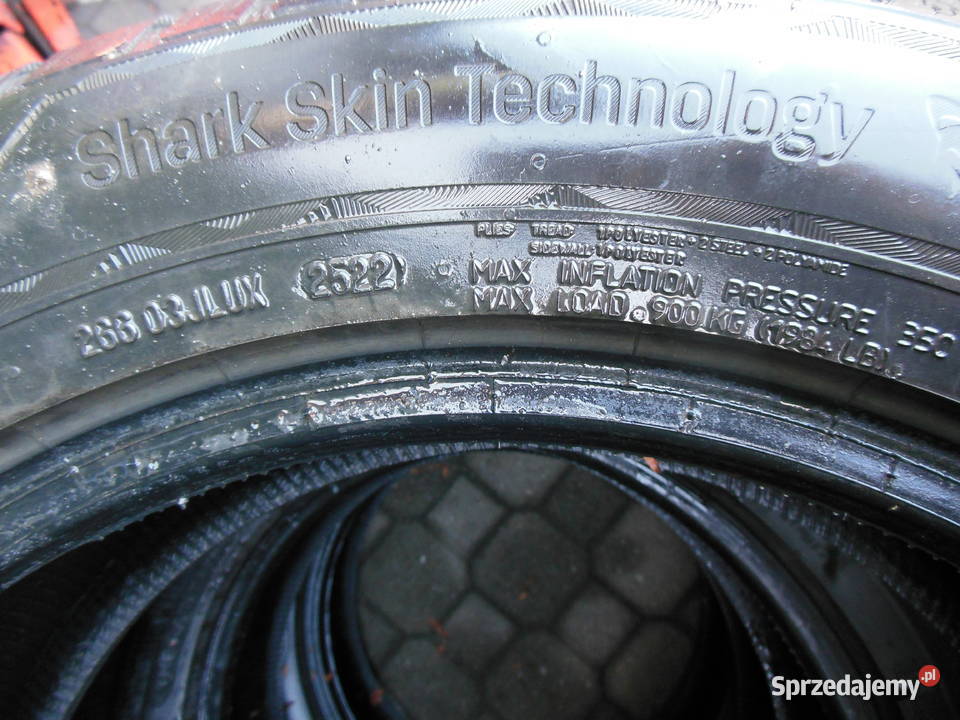 Shark Skin Technology
PLIES TREAD 1 POLYESTER + 2 STEEL + 2 POLYAMIDE
SIDEWALL 1 POLYESTER
2522
MAX INFLATION PRESSURE 350
MAX LOAD 900 KG (1984 LB)
Sprzedajemy.pl